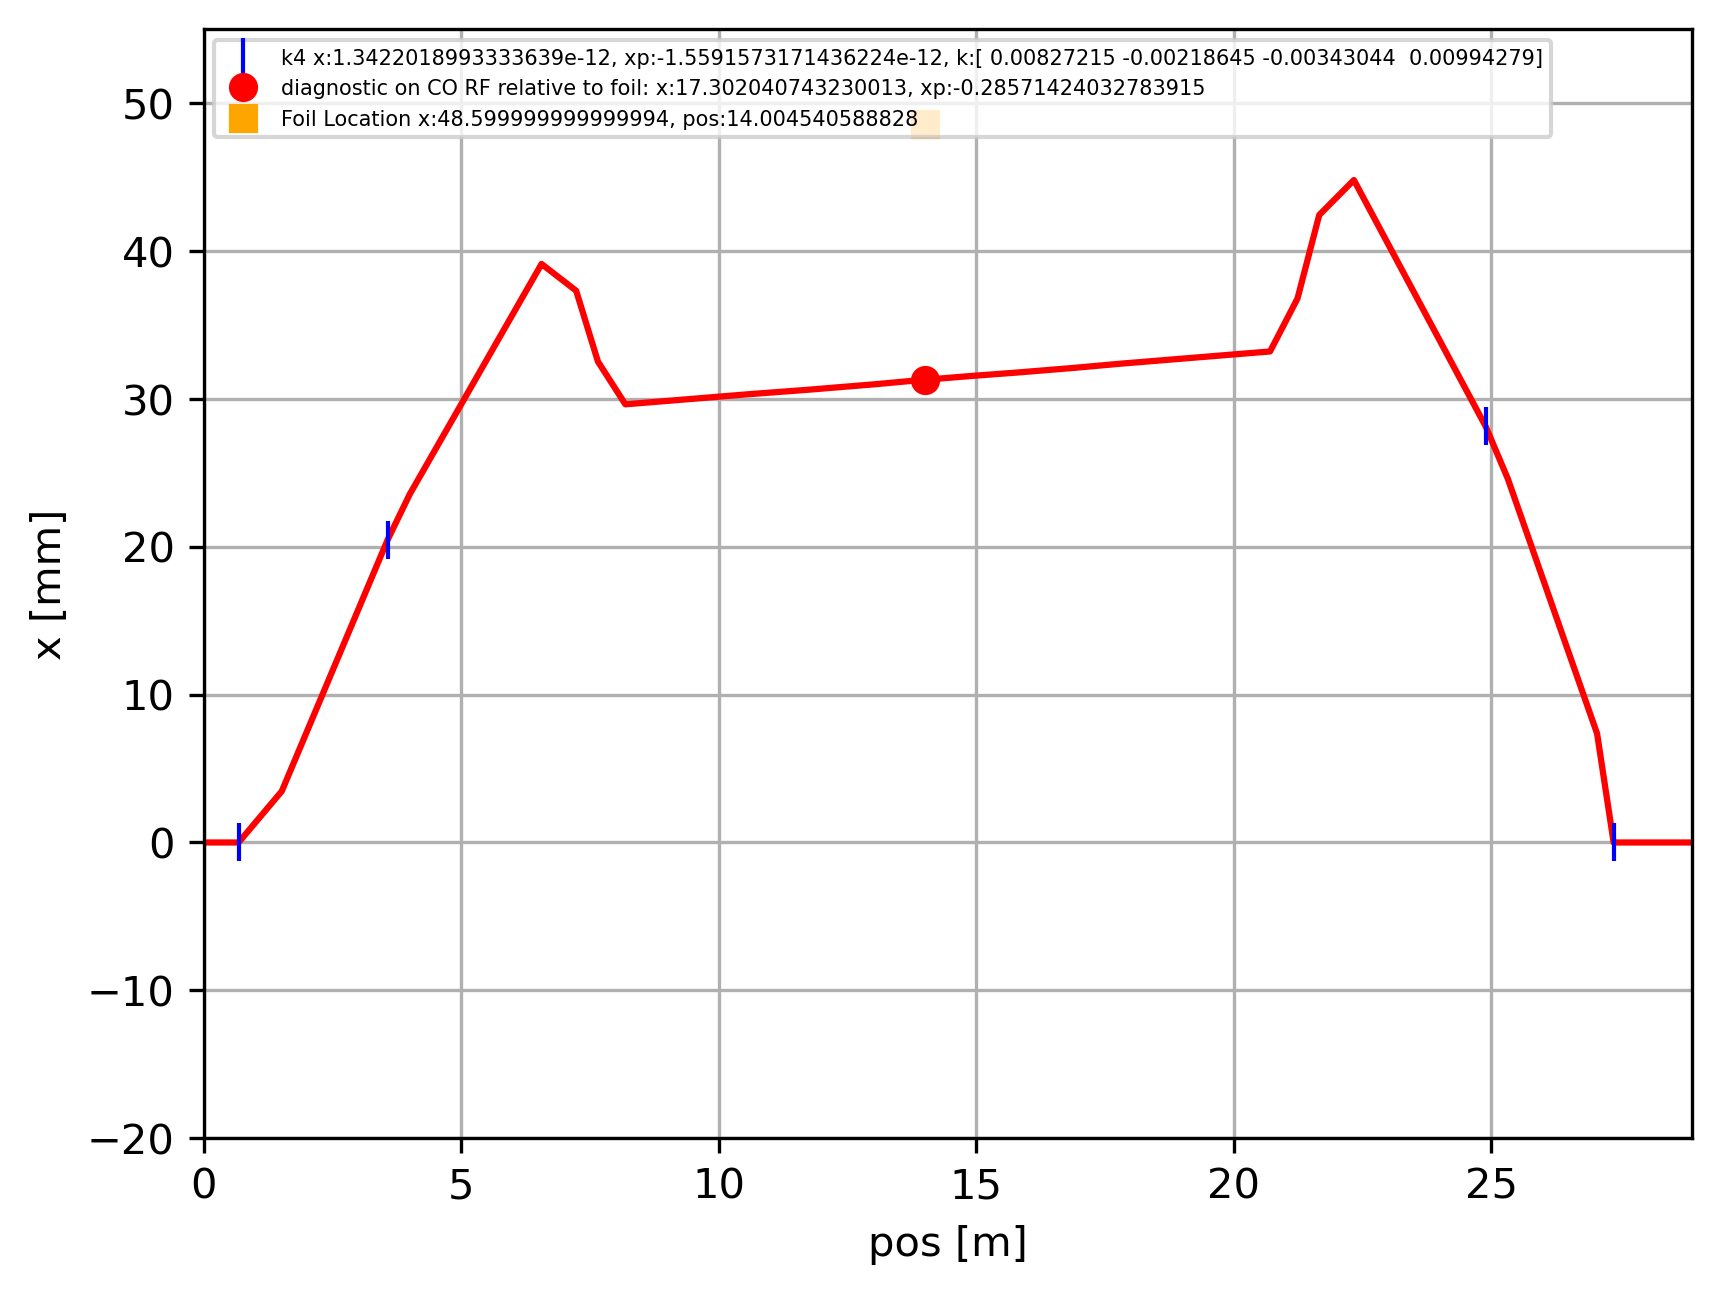 k4 x:1.3422018993333639e-12, xp:-1.5591573171436224e-12, k:[ 0.00827215 -0.00218645 -0.00343044  0.00994279]
diagnostic on CO RF relative to foil: x:17.302040743230013, xp:-0.28571424032783915
Foil Location x:48.599999999999994, pos:14.004540588828
50
40
30
20
10
0
−10
−20
x [mm]
0 5 10 15 20 25
pos [m]